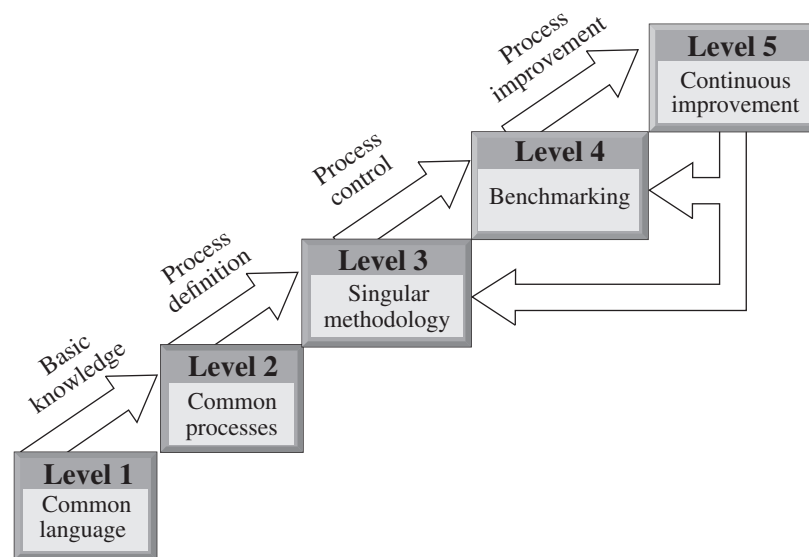 Process
improvement
Level 5
Continuous
improvement
Process
control
Level 4
Benchmarking
Process
definition
Level 3
Singular
methodology
Basic
knowledge
Level 2
Common
processes
Level 1
Common
language